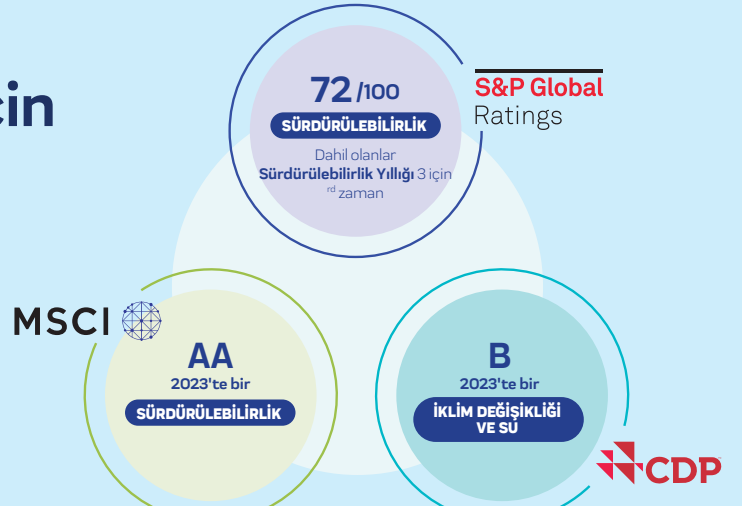 72/100
SÜRDÜRÜLEBİLİRLİK
Dahil olanlar
Sürdürülebilirlik Yıllığı 3 için
rd zaman
S&P Global
Ratings
MSCI
AA
2023'te bir
SÜRDÜRÜLEBİLİRLİK
B
2023'te bir
İKLİM DEĞİŞİKLİĞİ
VE SU
CDP